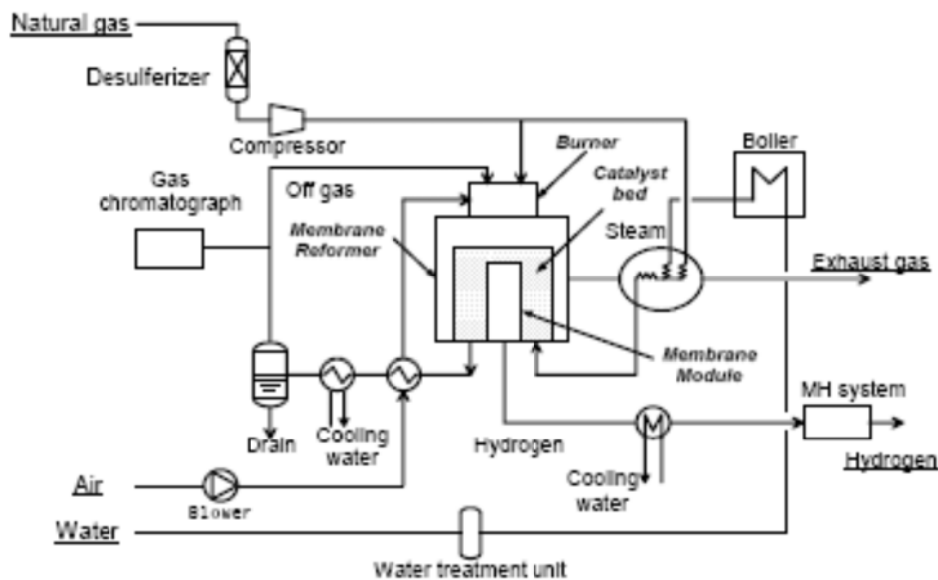 Natural gas
Desulferizer
Compressor
Burner
Boller
Gas
chromatograph
Off gas
Catalyst
bed
Membrane
Reformer
Steam
Exhaust gas
Membrane
Module
MH system
Drain
Cooling
water
Hydrogen
Hydrogen
Cooling
water
Air
Blower
Water
Water treatment unit